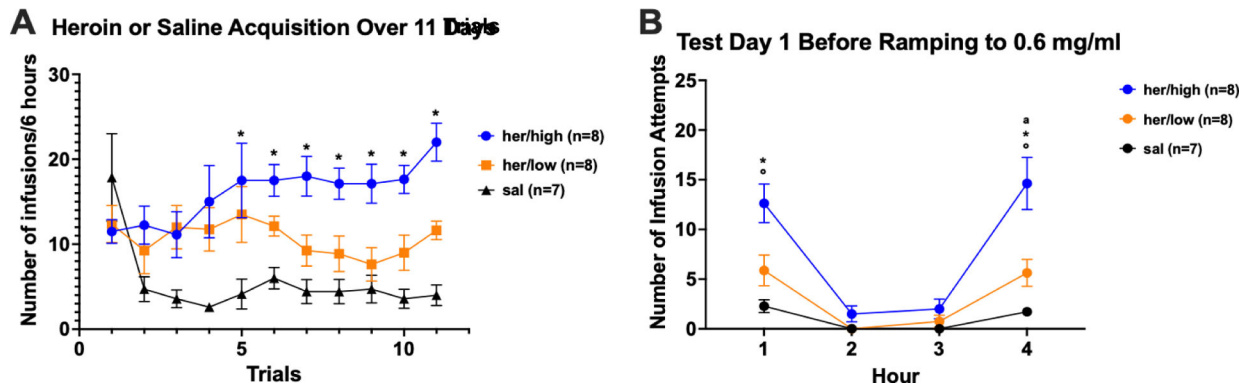 A
Heroin or Saline Acquisition Over 11 Days
Trials
Number of infusions/6 hours
30
20
10
0
0
5
10
Trials
*
*
*
*
*
*
*
her/high (n=8)
her/low (n=8)
sal (n=7)
B
Test Day 1 Before Ramping to 0.6 mg/ml
Number of Infusion Attempts
25
20
15
10
5
0
1
2
3
4
Hour
*
o
a
*
o
her/high (n=8)
her/low (n=8)
sal (n=7)